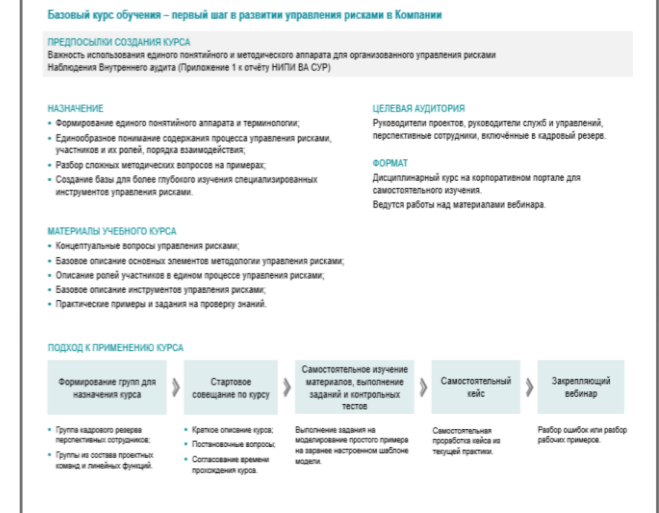 Базовый курс обучения – первый шаг в развитии управления рисками в Компании
ПРЕДПОСЫЛКИ СОЗДАНИЯ КУРСА
Важность использования единого понятийного и методического аппарата для организованного управления рисками
Наблюдения Внутреннего аудита (Приложение 1 к отчёту НИПИ ВА СУР)
НАЗНАЧЕНИЕ
• Формирование единого понятийного аппарата и терминологии;
• Единообразное понимание содержания процесса управления рисками,
участников и их ролей, порядка взаимодействия;
• Разбор сложных методических вопросов на примерах;
• Создание базы для более глубокого изучения специализированных
инструментов управления рисками.
ЦЕЛЕВАЯ АУДИТОРИЯ
Руководители проектов, руководители служб и управлений,
перспективные сотрудники, включённые в кадровый резерв.
ФОРМАТ
Дисциплинарный курс на корпоративном портале для
самостоятельного изучения.
Ведутся работы над материалами вебинара.
МАТЕРИАЛЫ УЧЕБНОГО КУРСА
• Концептуальные вопросы управления рисками;
• Базовое описание основных элементов методологии управления рисками;
• Описание ролей участников в едином процессе управления рисками;
• Базовое описание инструментов управления рисками;
• Практические примеры и задания на проверку знаний.
ПОДХОД К ПРИМЕНЕНИЮ КУРСА
Формирование групп для
назначения курса
Стартовое
совещание по курсу
Самостоятельное изучение
материалов, выполнение
заданий и контрольных
тестов
Самостоятельный
кейс
Закрепляющий
вебинар
• Группа кадрового резерва
перспективных сотрудников;
• Группы из состава проектных
команд и линейных функций.
• Краткое описание курса;
• Постановочные вопросы;
• Согласование времени
прохождения курса.
Выполнение задания на
моделирование простого примера
на заранее настроенном шаблоне
модели.
Самостоятельная
проработка кейса из
текущей практики.
Разбор ошибок или разбор
рабочих примеров.